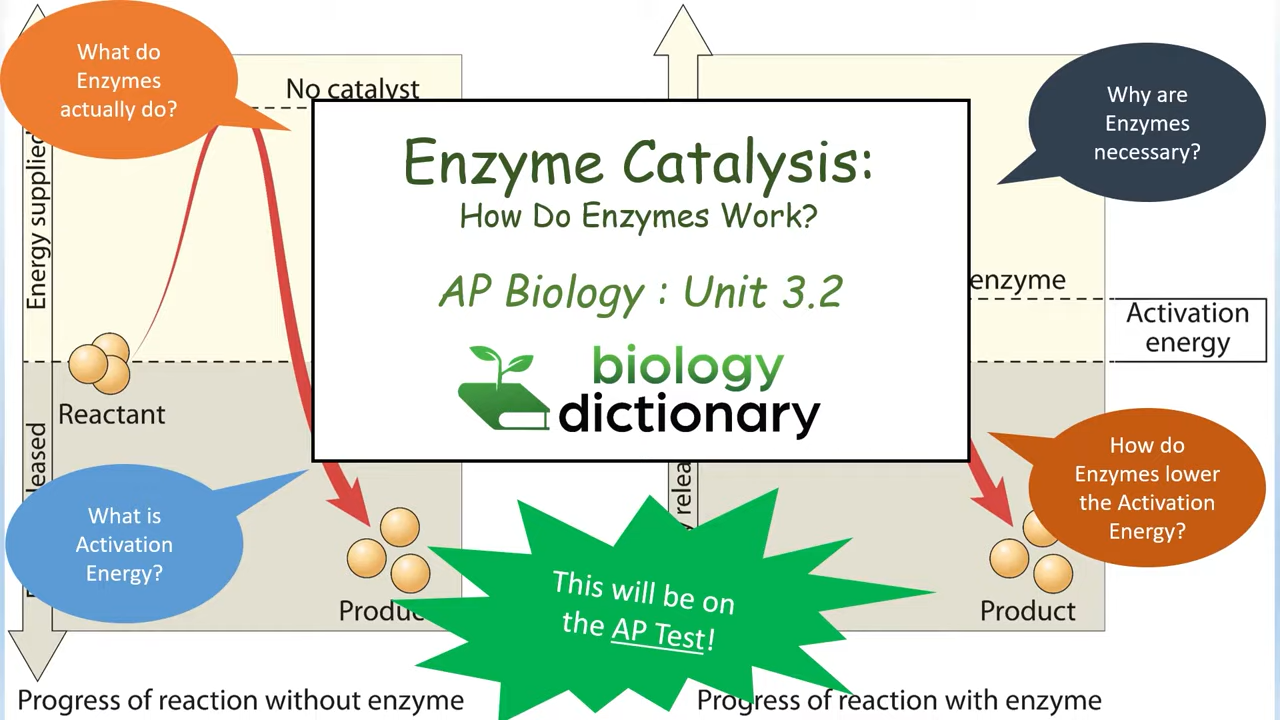 What do
Enzymes
actually do?
No catalyst
Energy supplied
Reactant
What is
Activation
Energy?
Product
Progress of reaction without enzyme
Enzyme Catalysis:
How Do Enzymes Work?
AP Biology : Unit 3.2
biology
dictionary
This will be on
the AP Test!
Why are
Enzymes
necessary?
enzyme
Activation
energy
How do
Enzymes lower
the Activation
Energy?
Product
Progress of reaction with enzyme